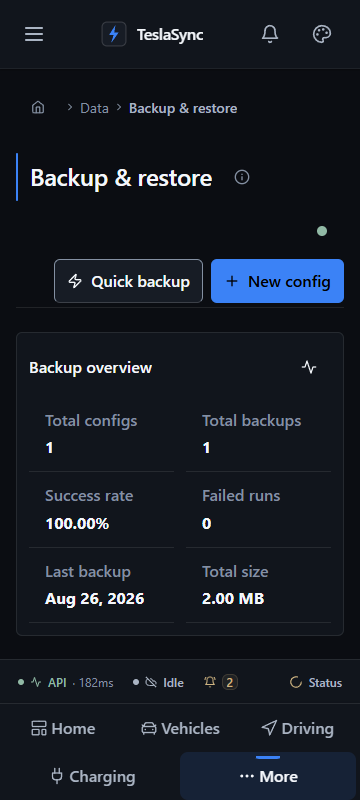 TeslaSync
Data
Backup & restore
Backup & restore
Quick backup
New config
Backup overview
Total configs
Total backups
1
1
Success rate
Failed runs
100.00%
0
Last backup
Total size
Aug 26, 2026
2.00 MB
API · 182ms
Idle
2
Status
Home
Vehicles
Driving
Charging
More